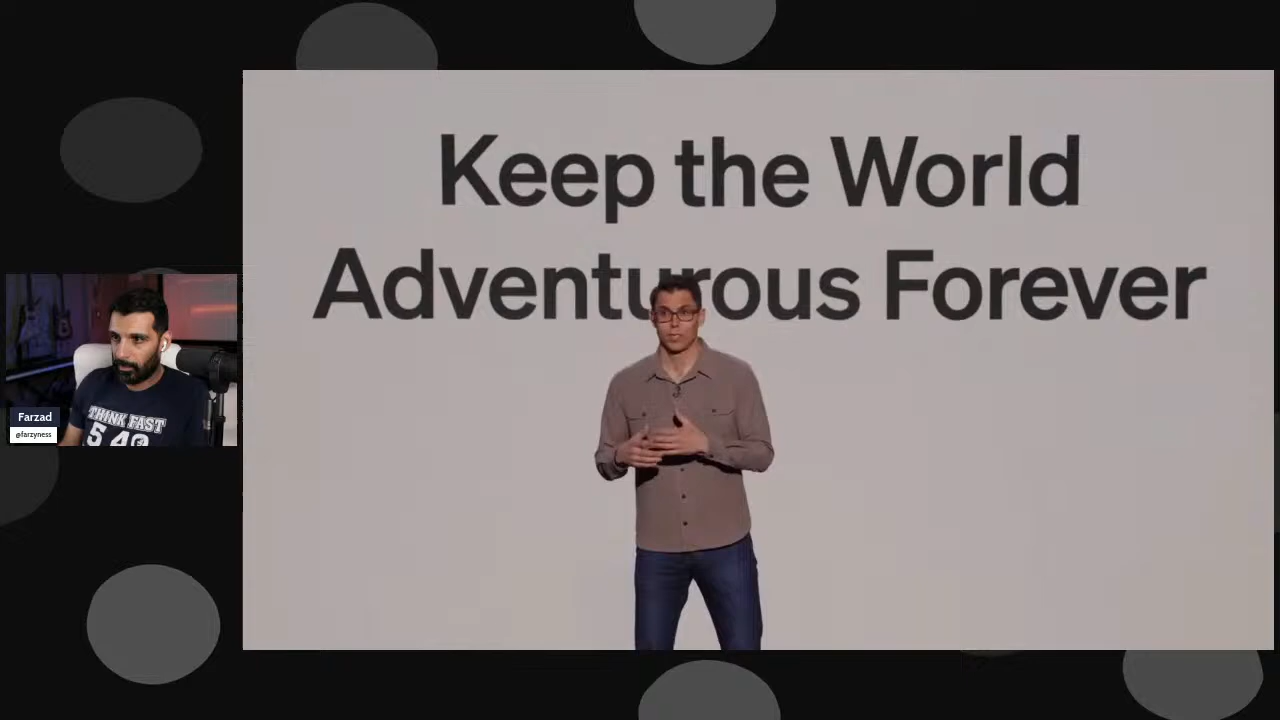 Keep the World
Adventurous Forever
THINK FAST
Farzad
@farzyness